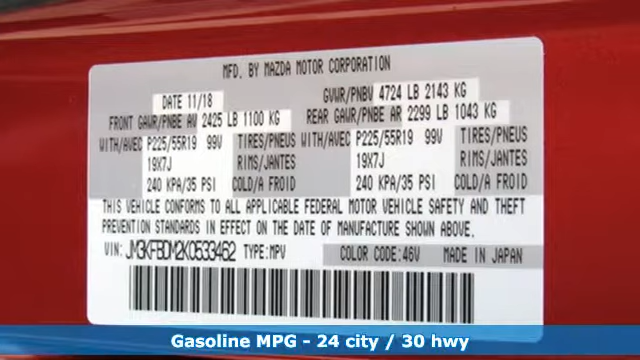 MFD. BY MAZDA MOTOR CORPORATION
DATE 11/18 GVWR/PNBV 4724 LB 2143 KG
FRONT GAWR/PNBE AV 2425 LB 1100 KG REAR GAWR/PNBE AR 2299 LB 1043 KG
WITH/AVEC P225/55R19 99V TIRES/PNEUS WITH/AVEC P225/55R19 99V TIRES/PNEUS
19X7J RIMS/JANTES 19X7J RIMS/JANTES
240 KPA/35 PSI COLD/A FROID 240 KPA/35 PSI COLD/A FROID
THIS VEHICLE CONFORMS TO ALL APPLICABLE FEDERAL MOTOR VEHICLE SAFETY AND THEFT
PREVENTION STANDARDS IN EFFECT ON THE DATE OF MANUFACTURE SHOWN ABOVE.
VIN: JM3KFBDM2K0533462 TYPE:MPV COLOR CODE:46V MADE IN JAPAN
Gasoline MPG - 24 city / 30 hwy